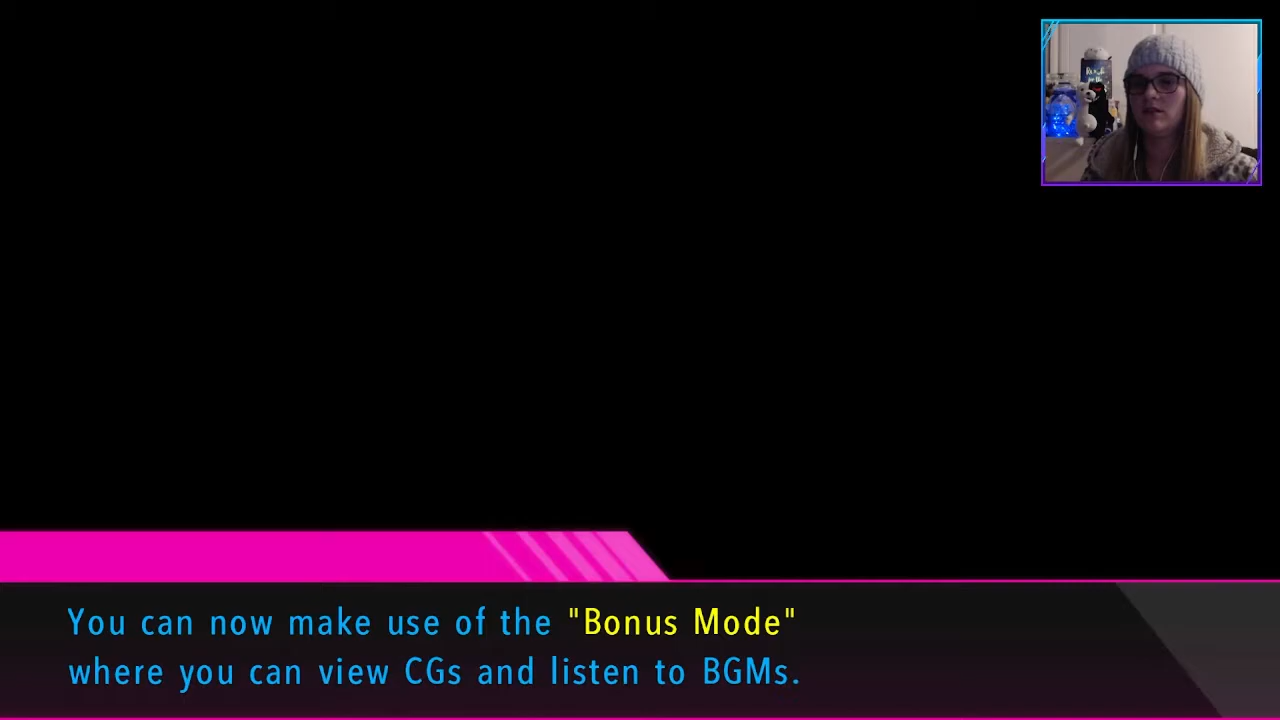 You can now make use of the "Bonus Mode"
where you can view CGs and listen to BGMs.